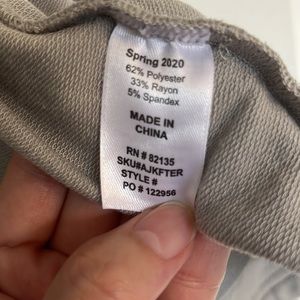 Spring 2020
62% Polyester
33% Rayon
5% Spandex
MADE IN
CHINA
RN # 82135
SKU#AJKFTER
STYLE #
PO # 122956